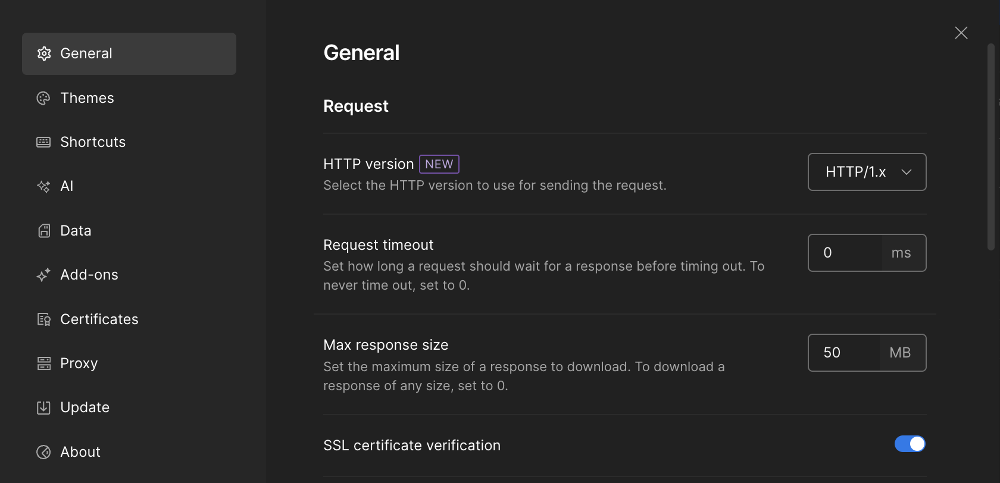 General
Themes
Shortcuts
AI
Data
Add-ons
Certificates
Proxy
Update
About
General
Request
HTTP version NEW
Select the HTTP version to use for sending the request.
HTTP/1.x
Request timeout
Set how long a request should wait for a response before timing out. To
never time out, set to 0.
0 ms
Max response size
Set the maximum size of a response to download. To download a
response of any size, set to 0.
50 MB
SSL certificate verification